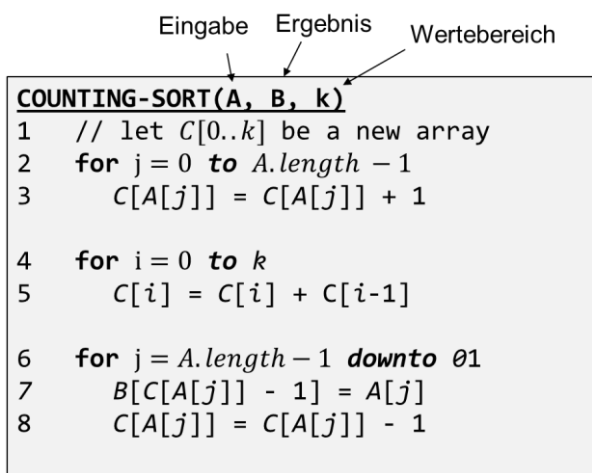 Eingabe Ergebnis Wertebereich
COUNTING-SORT(A, B, k)
1 // let C[0..k] be a new array
2 for j = 0 to A.length − 1
3 C[A[j]] = C[A[j]] + 1
4 for i = 0 to k
5 C[i] = C[i] + C[i-1]
6 for j = A.length − 1 downto 01
7 B[C[A[j]] - 1] = A[j]
8 C[A[j]] = C[A[j]] - 1